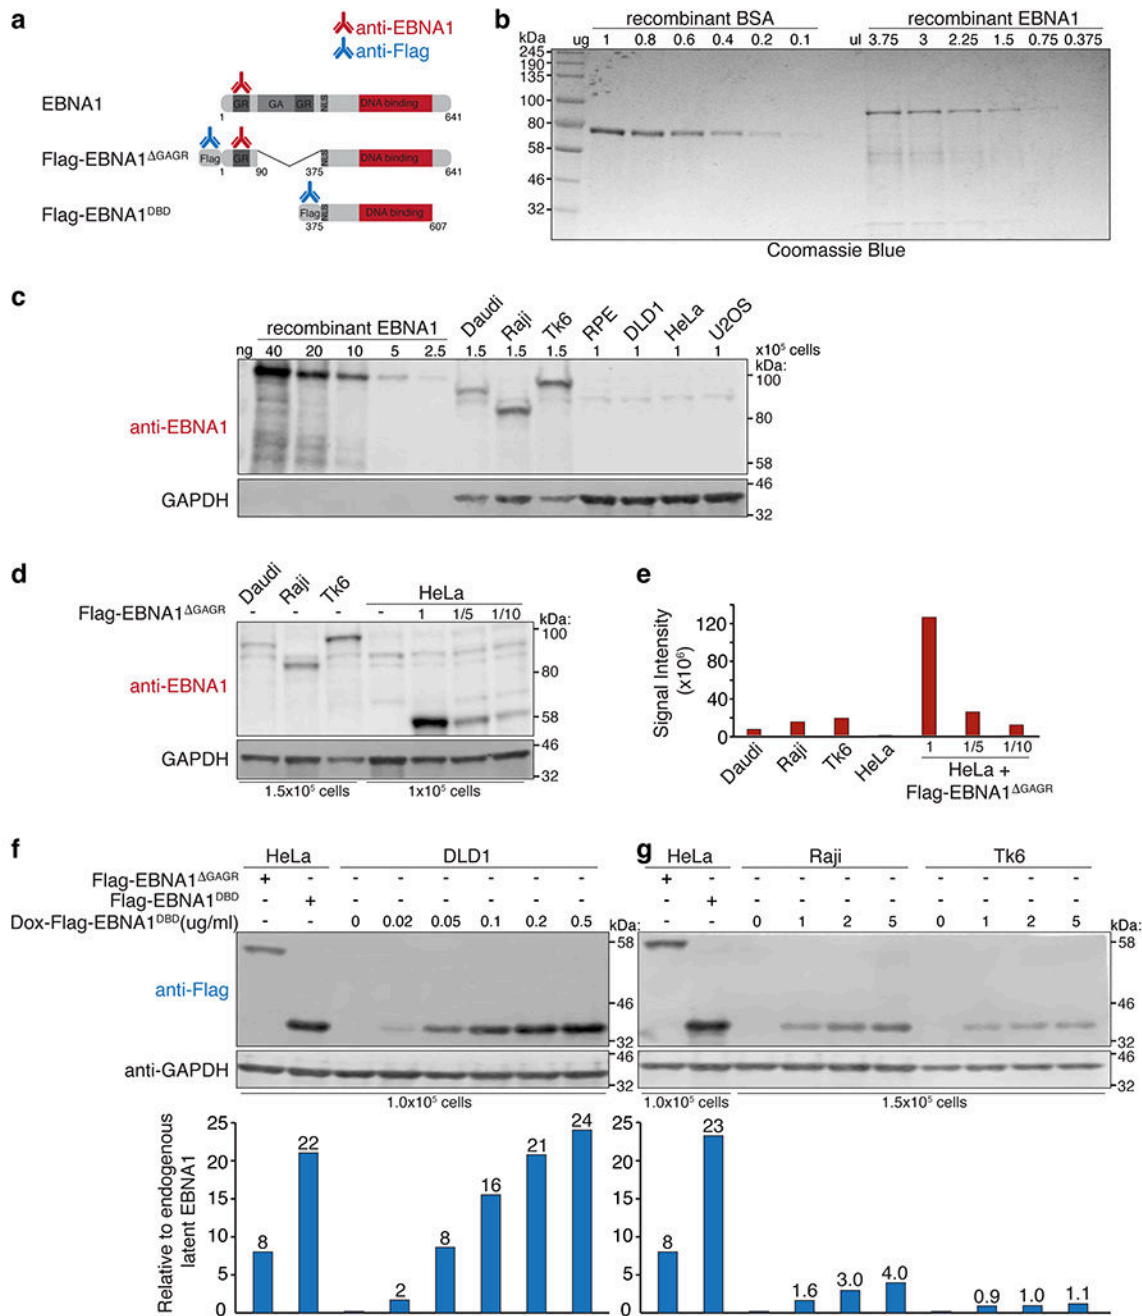 a
anti-EBNA1
anti-Flag
EBNA1
GR GA GR NLS DNA binding
1 641
Flag-EBNA1ΔGAGR
Flag GR NLS DNA binding
1 90 375 641
Flag-EBNA1DBD
Flag NLS DNA binding
375 607
b
recombinant BSA recombinant EBNA1
kDa ug 1 0.8 0.6 0.4 0.2 0.1 ul 3.75 3 2.25 1.5 0.75 0.375
245
190
135
100
80
58
46
32
Coomassie Blue
c
recombinant EBNA1 Daudi Raji Tk6 RPE DLD1 HeLa U2OS
ng 40 20 10 5 2.5 1.5 1.5 1.5 1 1 1 1 x10⁵ cells
kDa:
100
anti-EBNA1
80
58
GAPDH
46
32
d
Daudi Raji Tk6 HeLa
Flag-EBNA1ΔGAGR - - - - 1 1/5 1/10 kDa:
100
80
anti-EBNA1
58
GAPDH
46
32
1.5x10⁵ cells 1x10⁵ cells
e
Signal Intensity
(x10⁶)
120
80
40
0
Daudi Raji Tk6 HeLa 1 1/5 1/10
HeLa +
Flag-EBNA1ΔGAGR
f
HeLa DLD1
Flag-EBNA1ΔGAGR + - - - - - - -
Flag-EBNA1DBD - + - - - - - -
Dox-Flag-EBNA1DBD(ug/ml) - - 0 0.02 0.05 0.1 0.2 0.5 kDa:
58
anti-Flag
46
32
anti-GAPDH
46
32
1.0x10⁵ cells
Relative to endogenous
latent EBNA1
25
20
15
10
5
0
8 22 2 8 16 21 24
g
HeLa Raji Tk6
+ - - - - - - - - -
- + - - - - - - - -
- - 0 1 2 5 0 1 2 5 kDa:
58
46
32
46
32
1.0x10⁵ cells 1.5x10⁵ cells
25
20
15
10
5
0
8 23 1.6 3.0 4.0 0.9 1.0 1.1